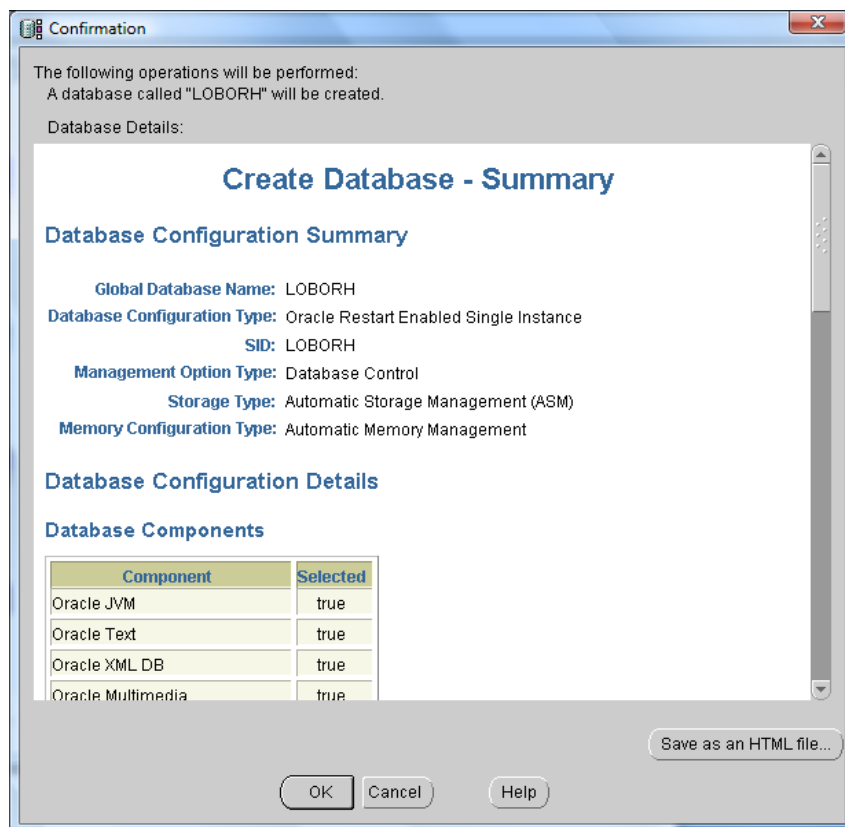 Confirmation
The following operations will be performed:
A database called "LOBORH" will be created.
Database Details:
Create Database - Summary
Database Configuration Summary
Global Database Name: LOBORH
Database Configuration Type: Oracle Restart Enabled Single Instance
SID: LOBORH
Management Option Type: Database Control
Storage Type: Automatic Storage Management (ASM)
Memory Configuration Type: Automatic Memory Management
Database Configuration Details
Database Components
Component Selected
Oracle JVM true
Oracle Text true
Oracle XML DB true
Oracle Multimedia true
Save as an HTML file...
OK Cancel Help